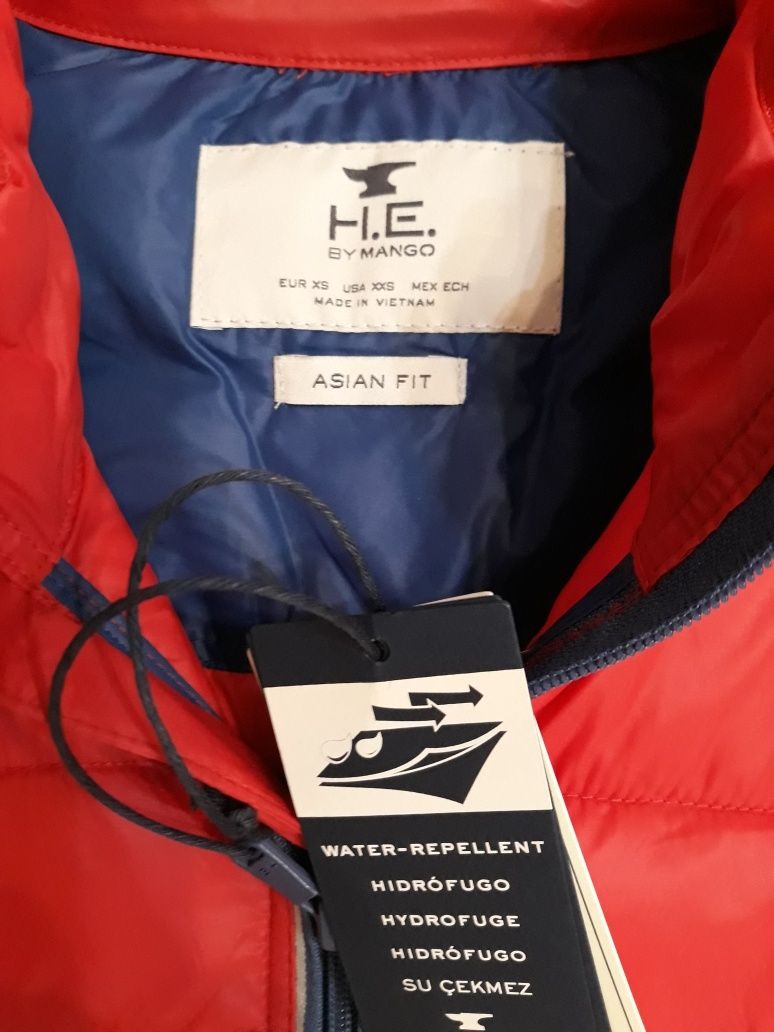 H.E.
BY MANGO
EUR XS USA XXS MEX ECH
MADE IN VIETNAM
ASIAN FIT
WATER-REPELLENT
HIDRÓFUGO
HYDROFUGE
HIDRÓFUGO
SU ÇEKMEZ